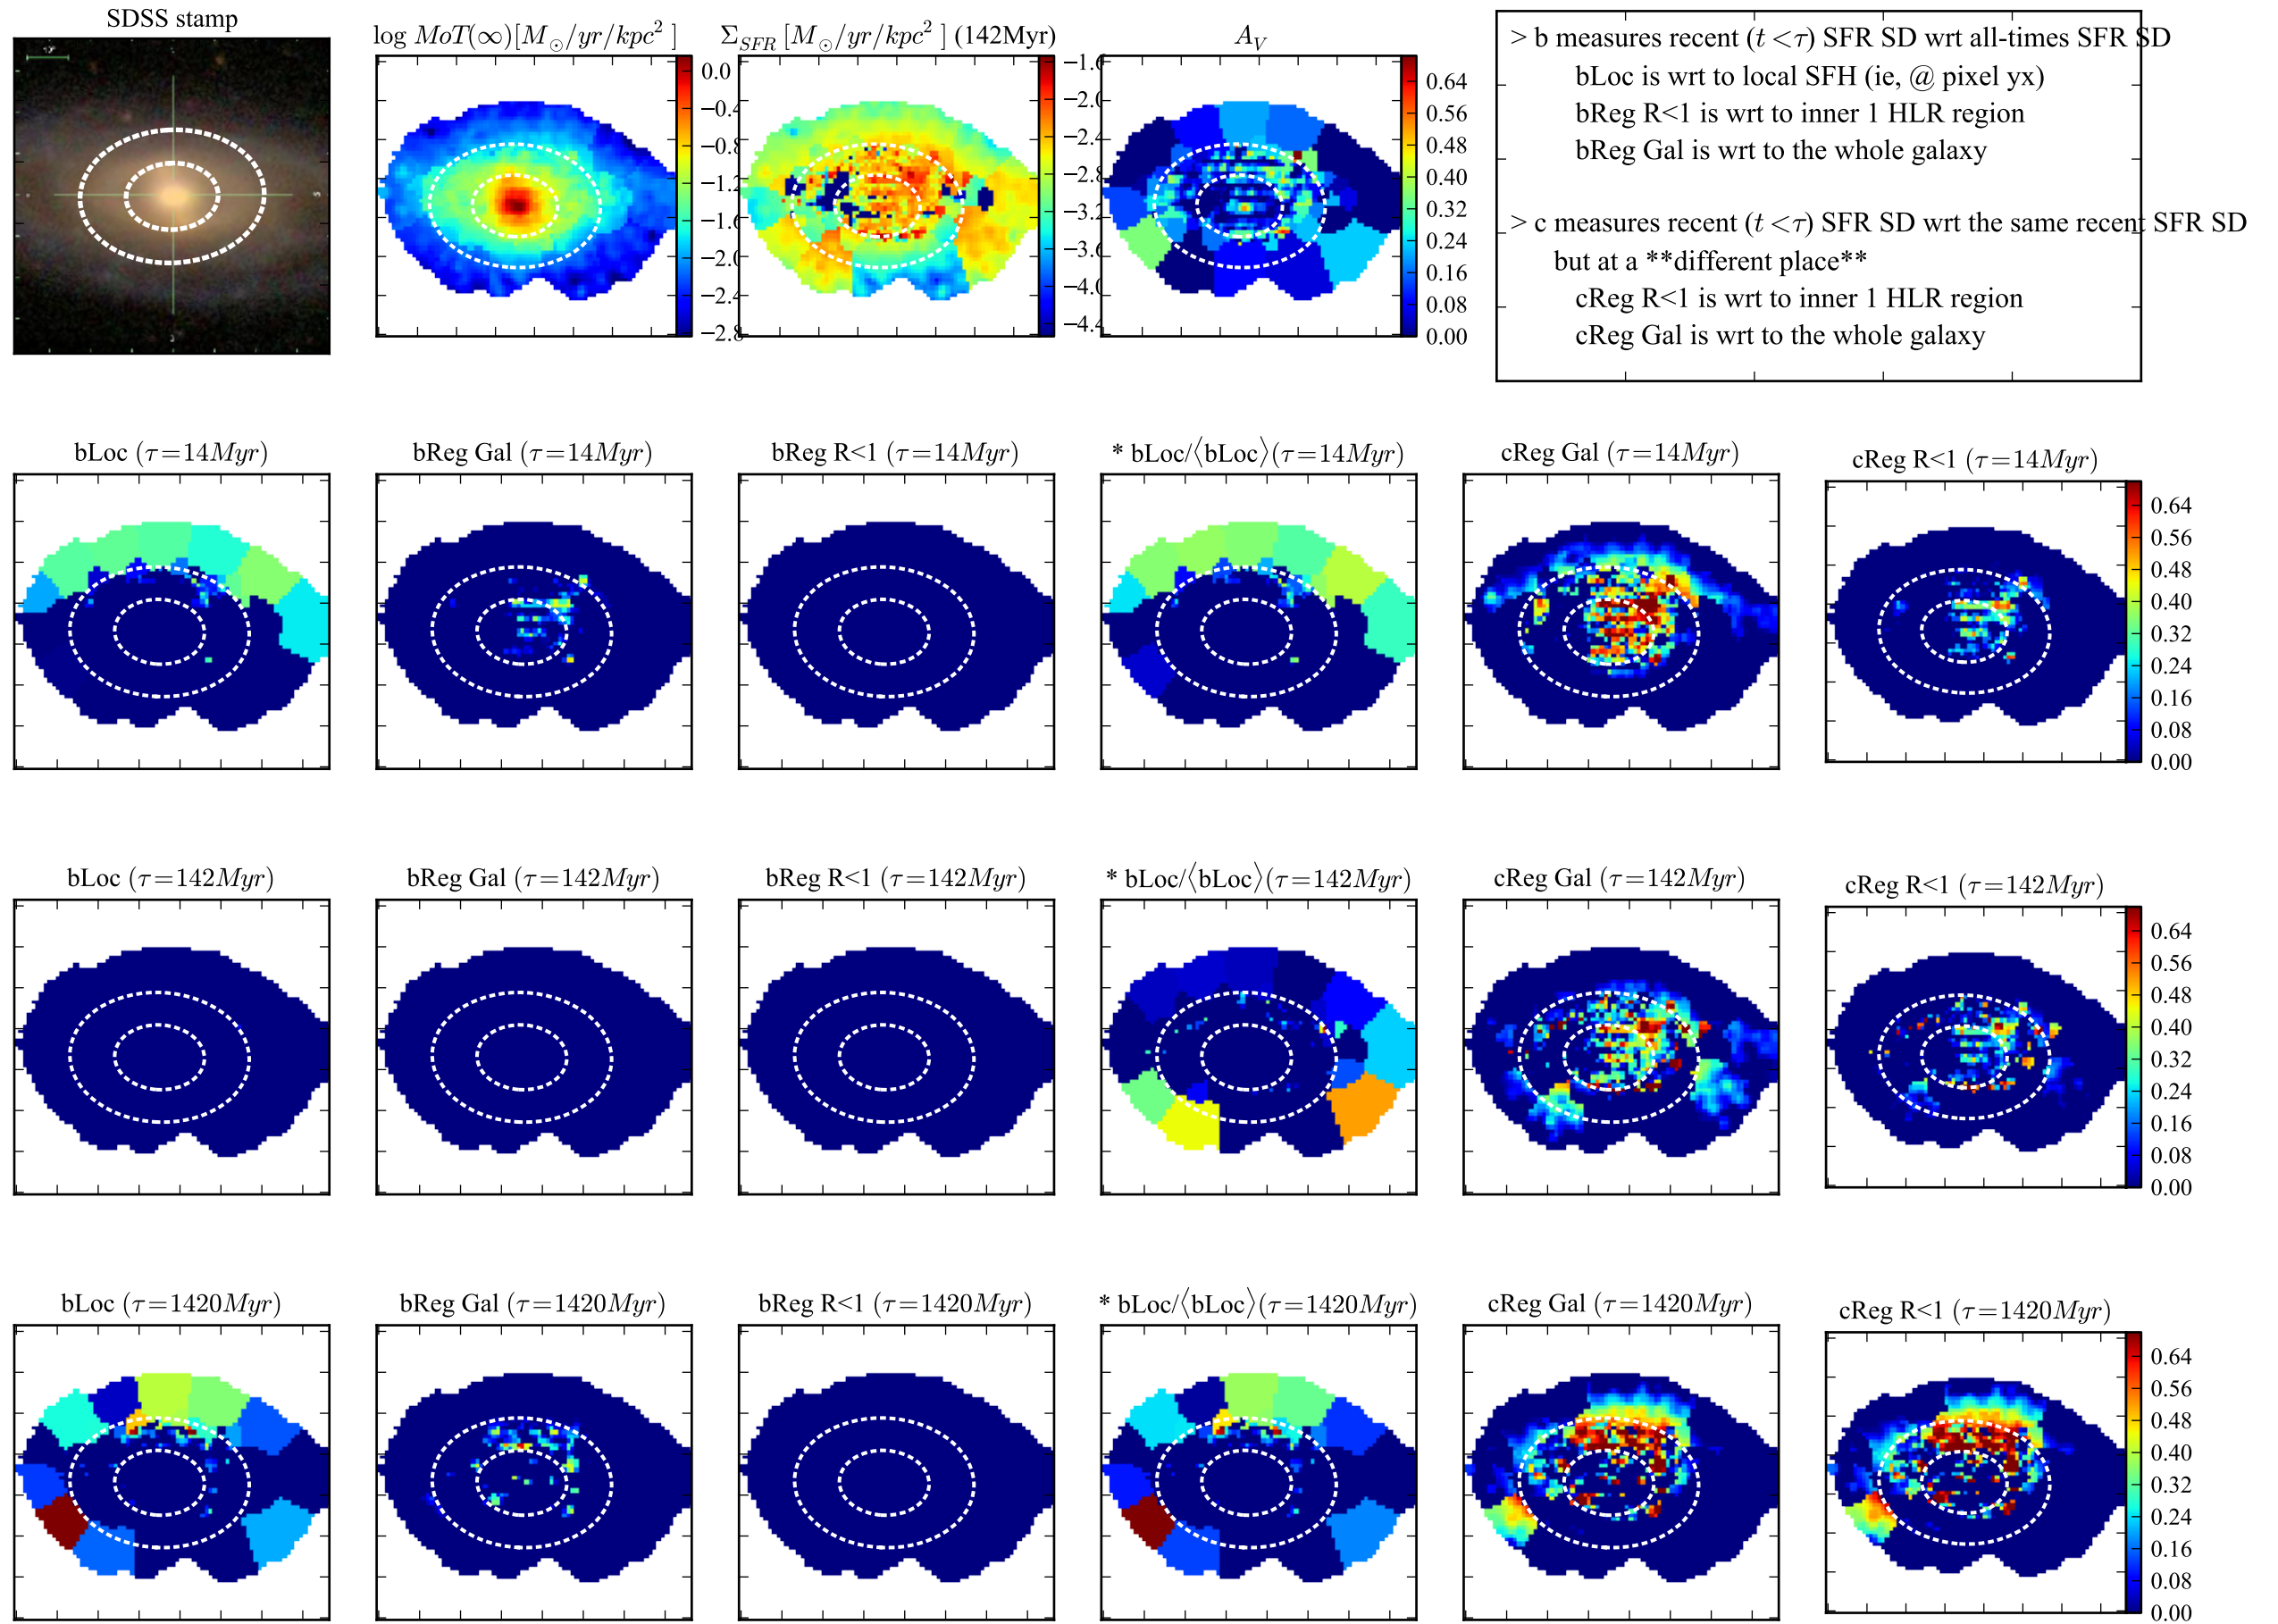 SDSS stamp
log MoT(∞)[M⊙/yr/kpc² ]
Σ_SFR [M⊙/yr/kpc² ] (142Myr)
A_V
0.0
−0.4
−0.8
−1.2
−1.6
−2.0
−2.4
−2.8
−1.6
−2.0
−2.4
−2.8
−3.2
−3.6
−4.0
−4.4
0.64
0.56
0.48
0.40
0.32
0.24
0.16
0.08
0.00
> b measures recent (t < τ) SFR SD wrt all-times SFR SD
bLoc is wrt to local SFH (ie, @ pixel yx)
bReg R<1 is wrt to inner 1 HLR region
bReg Gal is wrt to the whole galaxy
> c measures recent (t < τ) SFR SD wrt the same recent SFR SD
but at a **different place**
cReg R<1 is wrt to inner 1 HLR region
cReg Gal is wrt to the whole galaxy
bLoc (τ=14Myr)
bReg Gal (τ=14Myr)
bReg R<1 (τ=14Myr)
* bLoc/⟨bLoc⟩(τ=14Myr)
cReg Gal (τ=14Myr)
cReg R<1 (τ=14Myr)
0.64
0.56
0.48
0.40
0.32
0.24
0.16
0.08
0.00
bLoc (τ=142Myr)
bReg Gal (τ=142Myr)
bReg R<1 (τ=142Myr)
* bLoc/⟨bLoc⟩(τ=142Myr)
cReg Gal (τ=142Myr)
cReg R<1 (τ=142Myr)
0.64
0.56
0.48
0.40
0.32
0.24
0.16
0.08
0.00
bLoc (τ=1420Myr)
bReg Gal (τ=1420Myr)
bReg R<1 (τ=1420Myr)
* bLoc/⟨bLoc⟩(τ=1420Myr)
cReg Gal (τ=1420Myr)
cReg R<1 (τ=1420Myr)
0.64
0.56
0.48
0.40
0.32
0.24
0.16
0.08
0.00